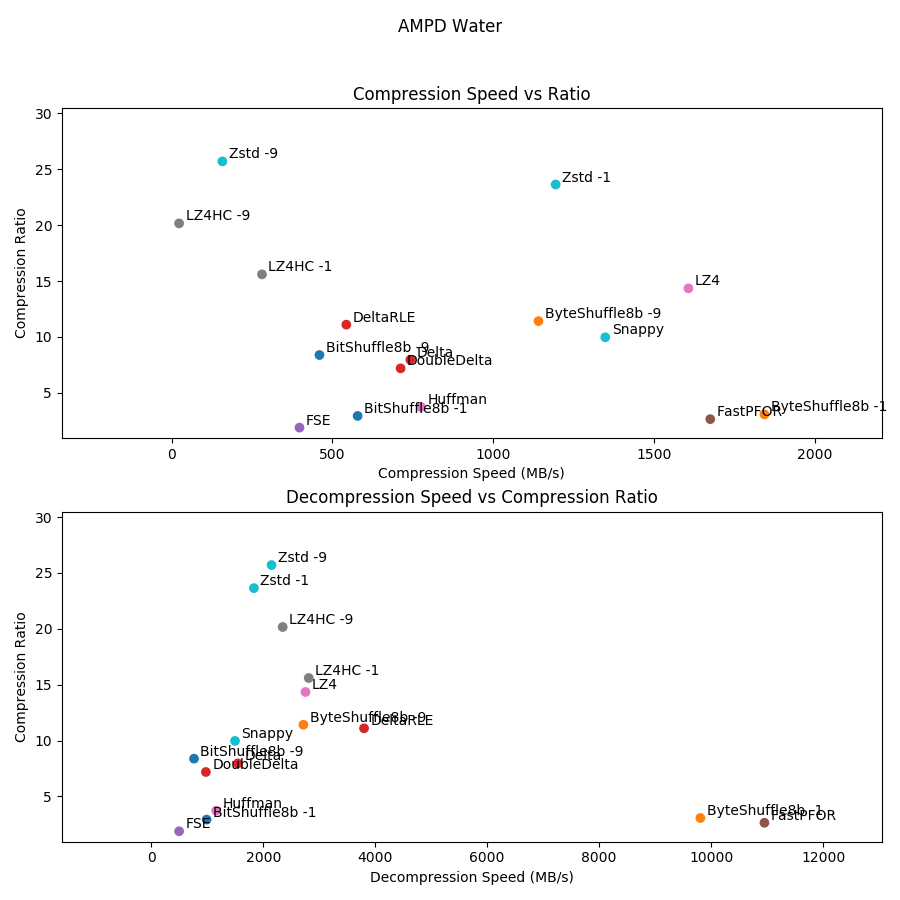 AMPD Water
Compression Speed vs Ratio
30
25
20
15
10
5
Compression Ratio
Zstd -9
Zstd -1
LZ4HC -9
LZ4HC -1
LZ4
DeltaRLE
ByteShuffle8b -9
Snappy
BitShuffle8b -9
Delta
DoubleDelta
Huffman
BitShuffle8b -1
FSE
FastPFOR
ByteShuffle8b -1
0
500
1000
1500
2000
Compression Speed (MB/s)
Decompression Speed vs Compression Ratio
30
25
20
15
10
5
Compression Ratio
Zstd -9
Zstd -1
LZ4HC -9
LZ4HC -1
LZ4
ByteShuffle8b -9
DeltaRLE
Snappy
BitShuffle8b -9
Delta
DoubleDelta
Huffman
BitShuffle8b -1
FSE
ByteShuffle8b -1
FastPFOR
0
2000
4000
6000
8000
10000
12000
Decompression Speed (MB/s)